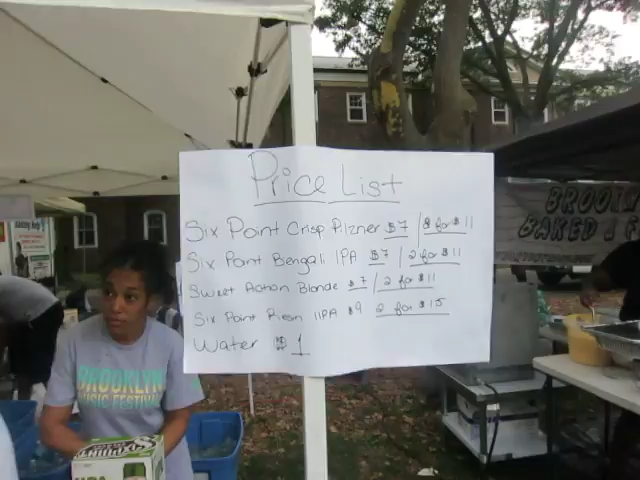 Price List
Six Point Crisp Pizner $7 / 2 for $11
Six Point Bengali IPA $7 / 2 for $11
Sweet Action Blonde $7 / 2 for $11
Six Point Resin IIPA $9 2 for $15
Water $1
BROOKLYN
MUSIC FESTIVAL
BROOK
BAKED